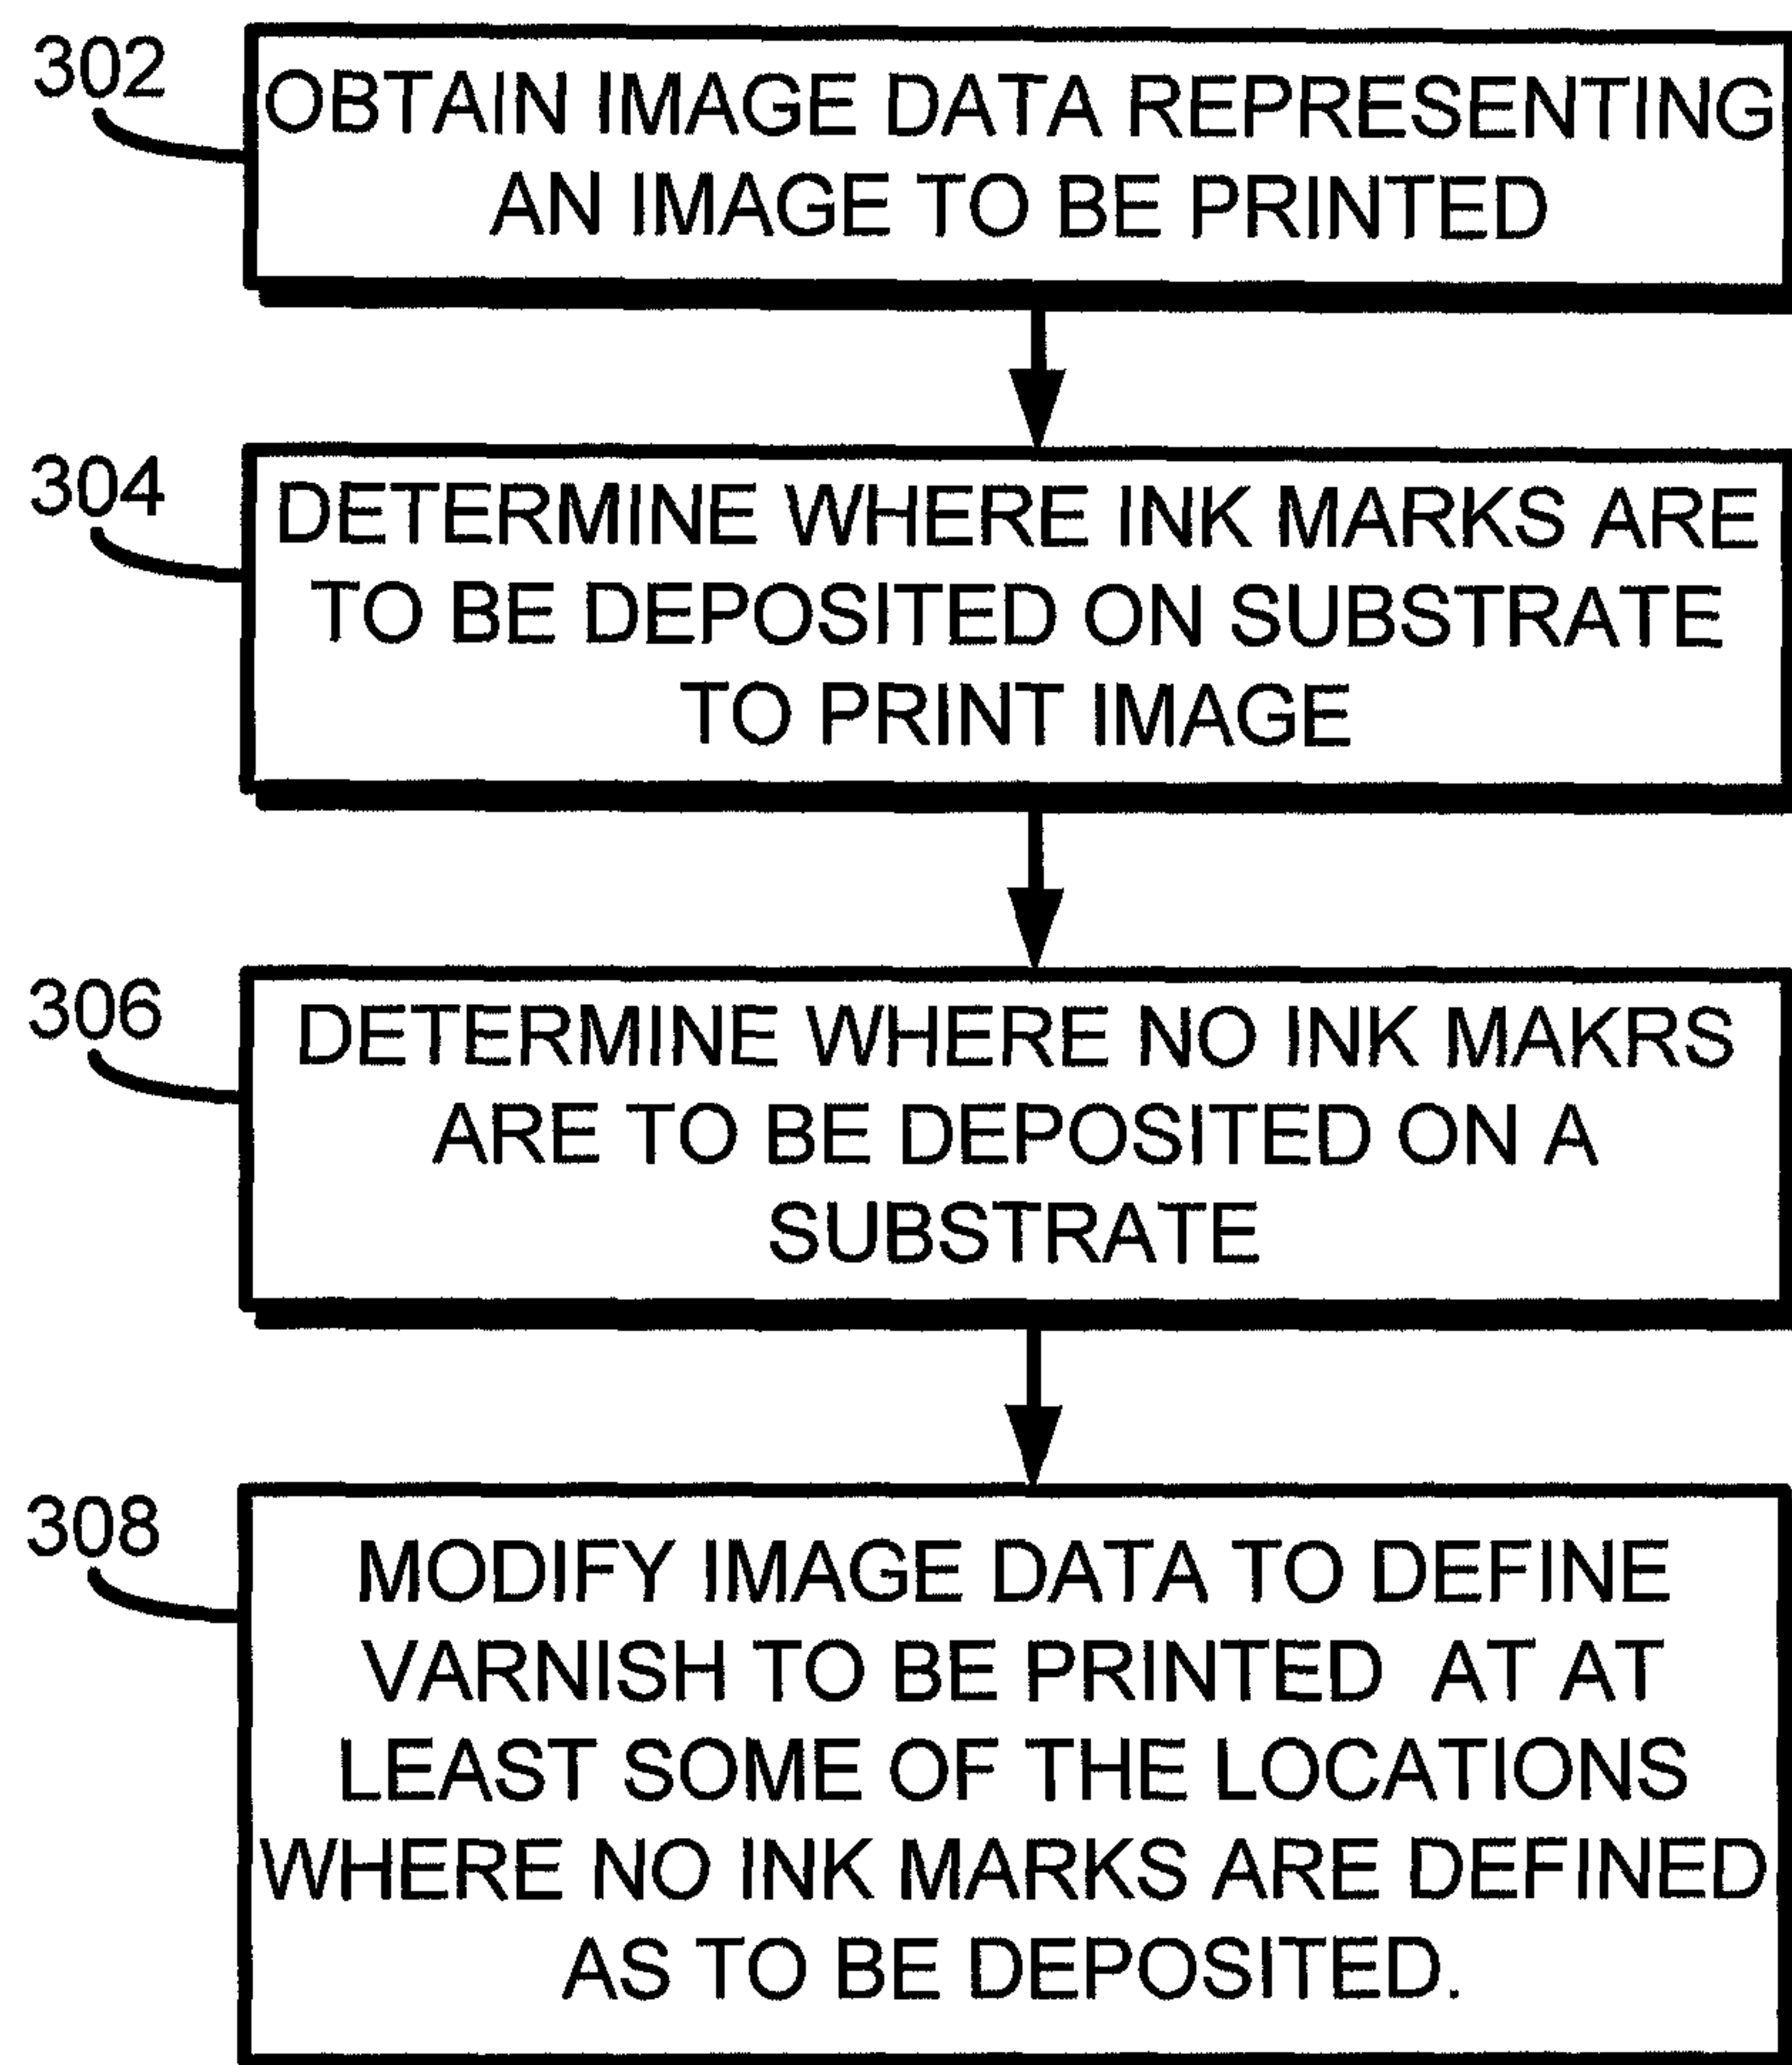 302
OBTAIN IMAGE DATA REPRESENTING
AN IMAGE TO BE PRINTED
304
DETERMINE WHERE INK MARKS ARE
TO BE DEPOSITED ON SUBSTRATE
TO PRINT IMAGE
306
DETERMINE WHERE NO INK MAKRS
ARE TO BE DEPOSITED ON A
SUBSTRATE
308
MODIFY IMAGE DATA TO DEFINE
VARNISH TO BE PRINTED AT AT
LEAST SOME OF THE LOCATIONS
WHERE NO INK MARKS ARE DEFINED
AS TO BE DEPOSITED.